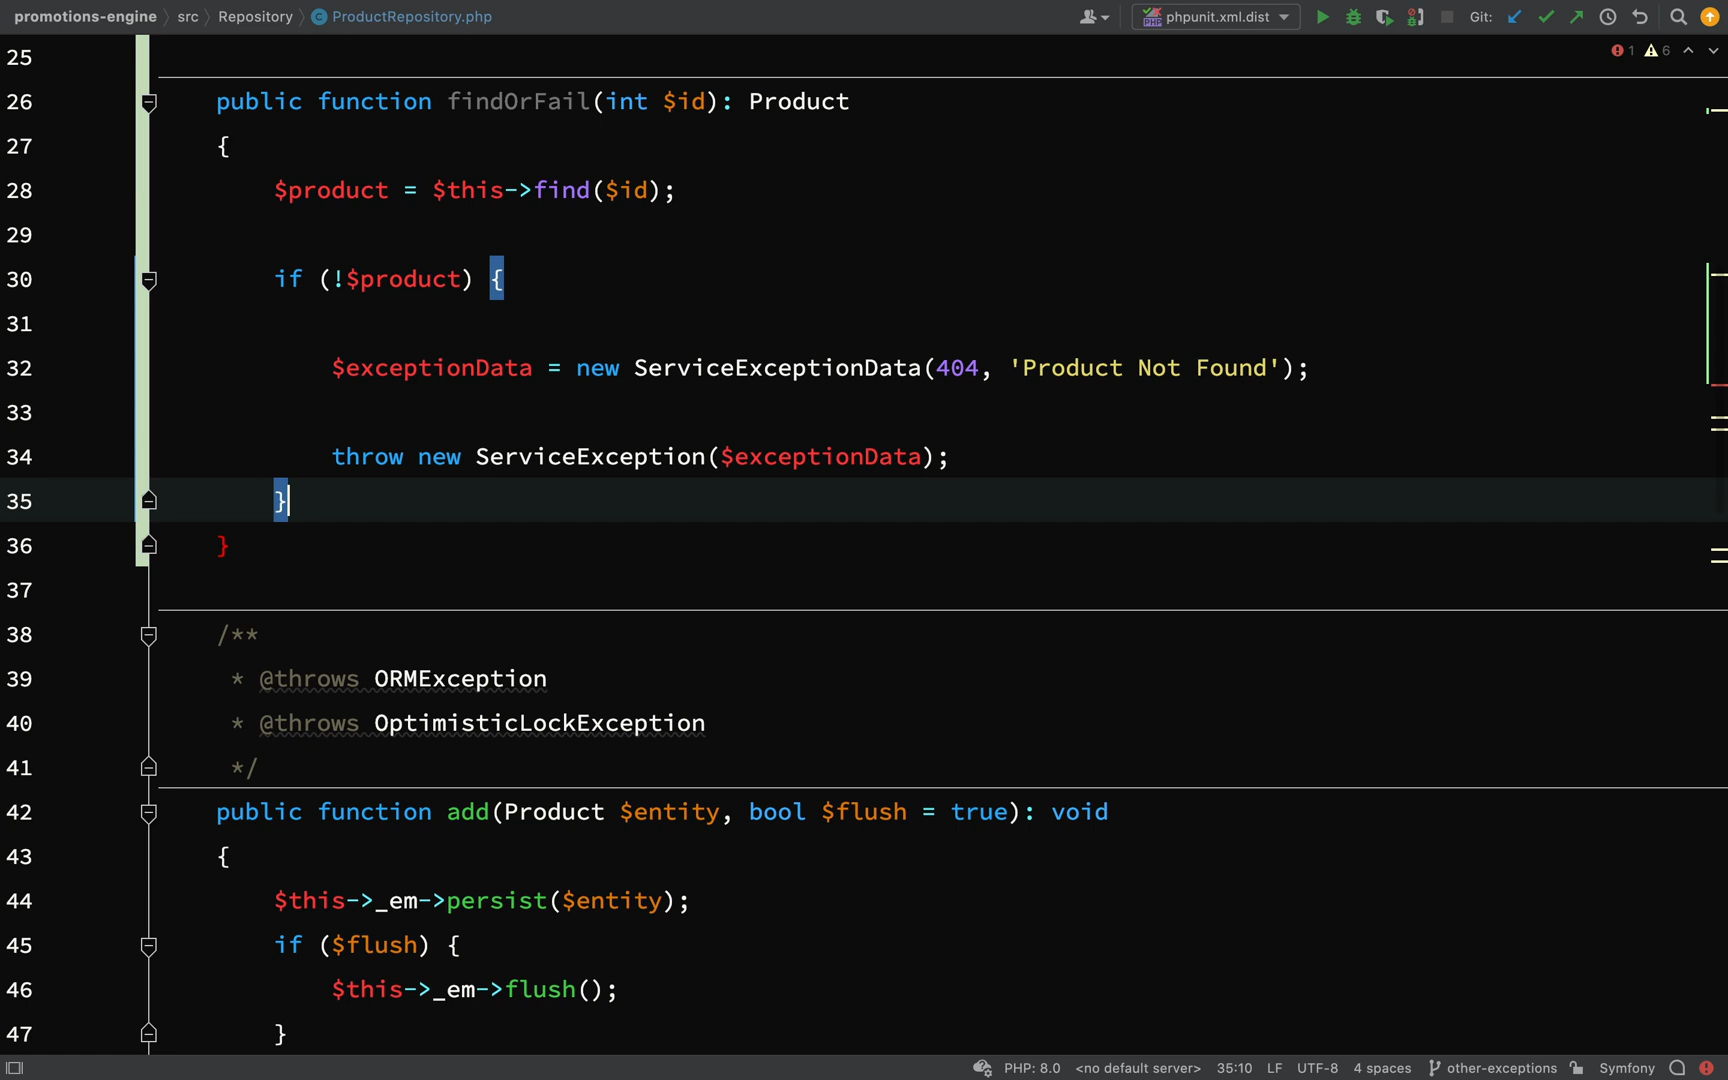 promotions-engine src Repository ProductRepository.php phpunit.xml.dist Git:
1 6
25
26 public function findOrFail(int $id): Product
27 {
28 $product = $this->find($id);
29
30 if (!$product) {
31
32 $exceptionData = new ServiceExceptionData(404, 'Product Not Found');
33
34 throw new ServiceException($exceptionData);
35 }
36 }
37
38 /**
39 * @throws ORMException
40 * @throws OptimisticLockException
41 */
42 public function add(Product $entity, bool $flush = true): void
43 {
44 $this->_em->persist($entity);
45 if ($flush) {
46 $this->_em->flush();
47 }
PHP: 8.0 <no default server> 35:10 LF UTF-8 4 spaces other-exceptions Symfony